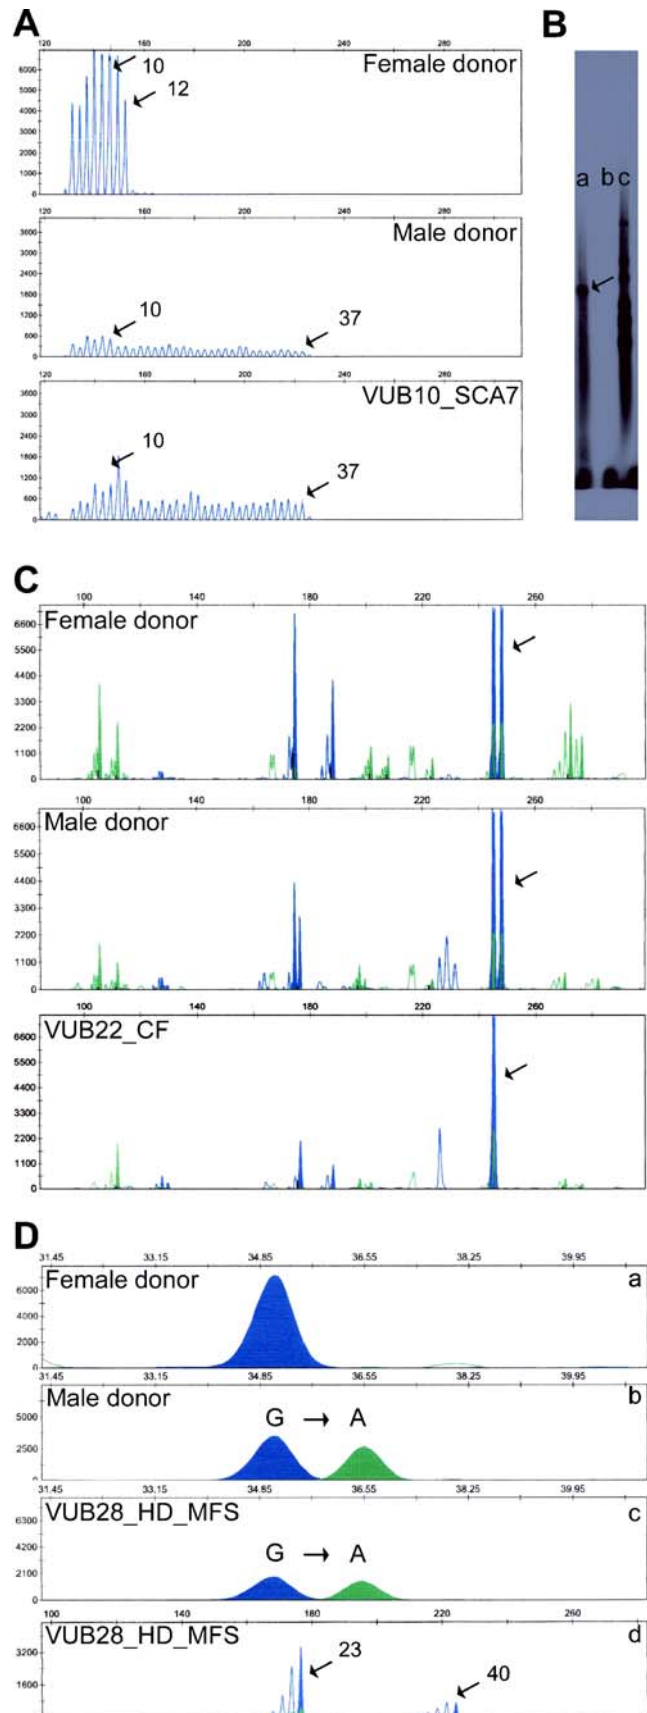 A
120 160 200 240 280
Female donor
6000
5000
4000
3000
2000
1000
0
10
12
120 160 200 240 280
Male donor
3600
3000
2400
1800
1200
600
0
10
37
120 160 200 240 280
VUB10_SCA7
3600
3000
2400
1800
1200
600
0
10
37
B
a b c
C
100 140 180 220 260
Female donor
6600
5500
4400
3300
2200
1100
0
100 140 180 220 260
Male donor
6600
5500
4400
3300
2200
1100
0
100 140 180 220 260
VUB22_CF
6600
5500
4400
3300
2200
1100
0
D
31.45 33.15 34.85 36.55 38.25 39.95
Female donor a
6000
4000
2000
0
31.45 33.15 34.85 36.55 38.25 39.95
Male donor b
G → A
5000
2500
0
31.45 33.15 34.85 36.55 38.25 39.95
VUB28_HD_MFS c
G → A
6300
4200
2100
0
100 140 180 220 260
VUB28_HD_MFS d
3200
1600
23
40